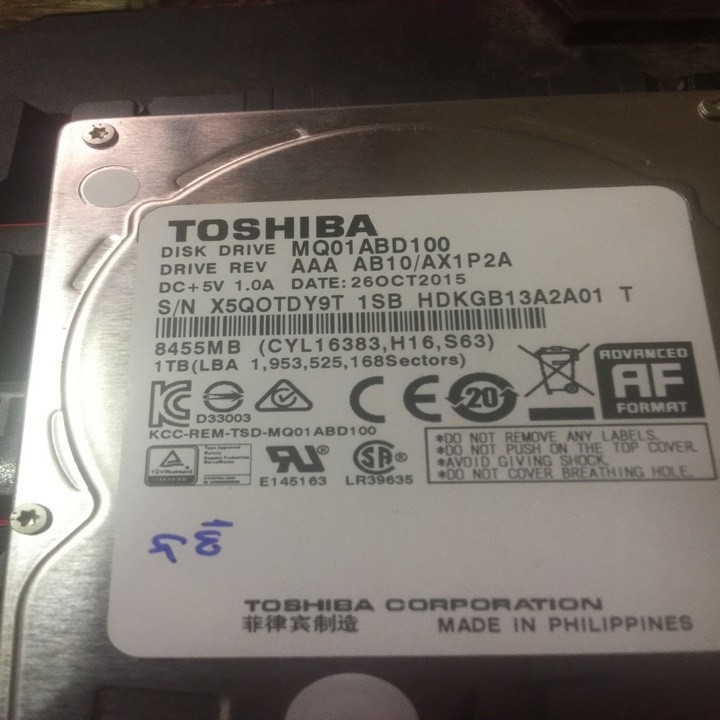 TOSHIBA
DISK DRIVE MQ01ABD100
DRIVE REV AAA AB10/AX1P2A
DC+5V 1.0A DATE:26OCT2015
S/N X5QOTDY9T 1SB HDKGB13A2A01 T
8455MB (CYL16383,H16,S63)
1TB(LBA 1,953,525,168Sectors)
D33003
CE
20
ADVANCED
AF
FORMAT
KCC-REM-TSD-MQ01ABD100
E145163
SA®
LR39635
*DO NOT REMOVE ANY LABELS.
*DO NOT PUSH ON THE TOP COVER.
*AVOID GIVING SHOCK.
*DO NOT COVER BREATHING HOLE.
TOSHIBA CORPORATION
菲律宾制造 MADE IN PHILIPPINES